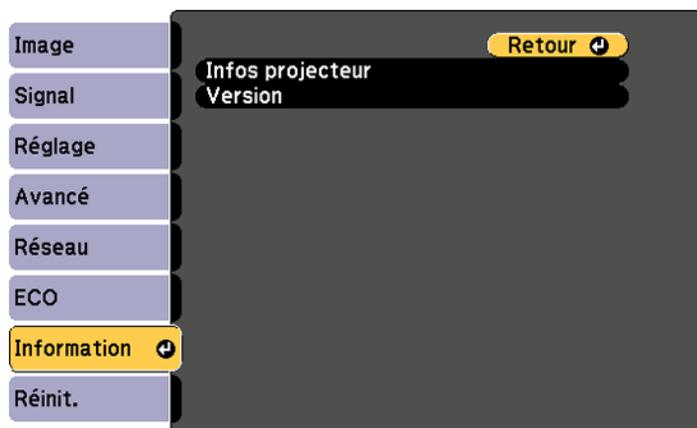 Image
Signal
Réglage
Avancé
Réseau
ECO
Information
Réinit.
Retour
Infos projecteur
Version